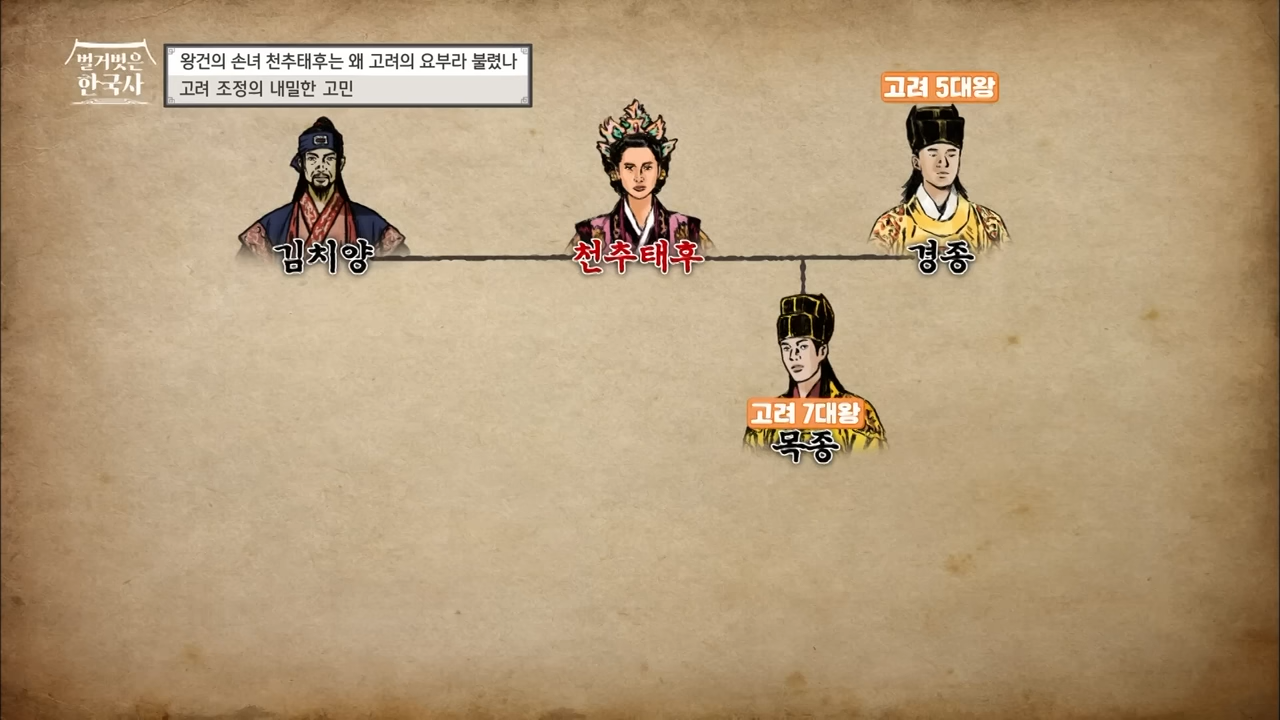 벌거벗은
한국사
왕건의 손녀 천추태후는 왜 고려의 요부라 불렸나
고려 조정의 내밀한 고민
고려 5대왕
김치양
천추태후
경종
고려 7대왕
목종